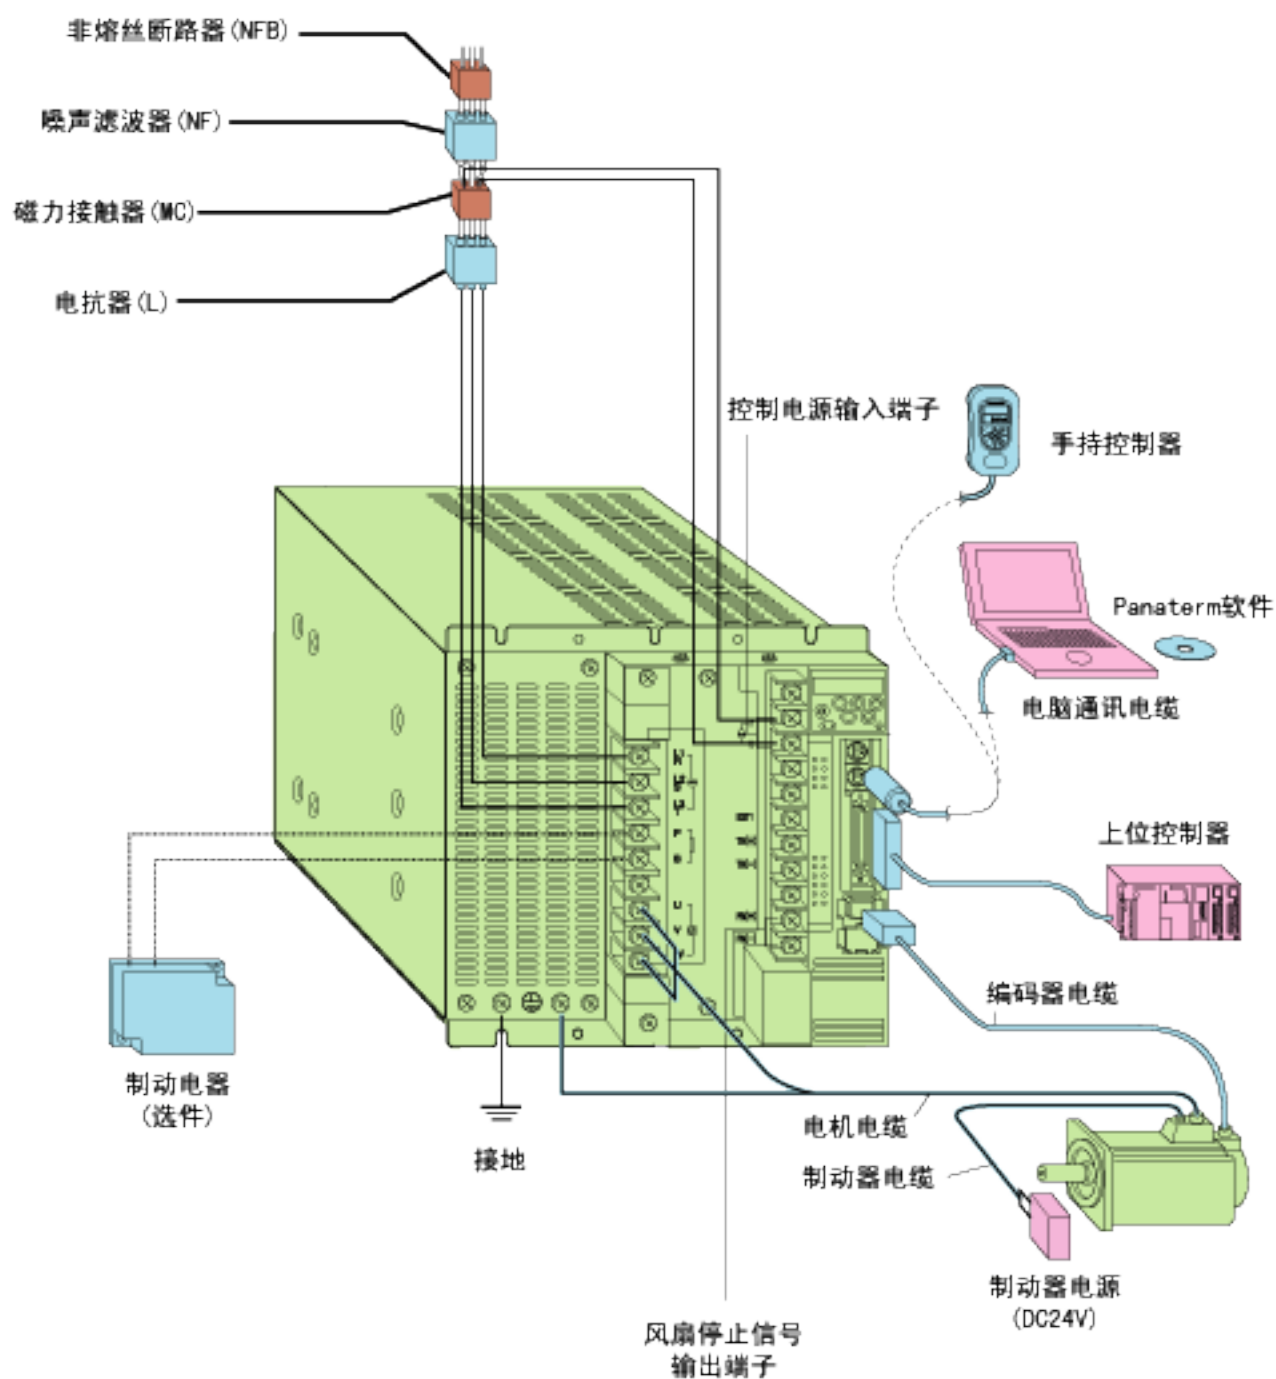 非熔丝断路器(NFB)
噪声滤波器(NF)
磁力接触器(MC)
电抗器(L)
控制电源输入端子
手持控制器
Panaterm软件
电脑通讯电缆
上位控制器
编码器电缆
制动电器
(选件)
接地
电机电缆
制动器电缆
制动器电源
(DC24V)
风扇停止信号
输出端子
P
B
U
V